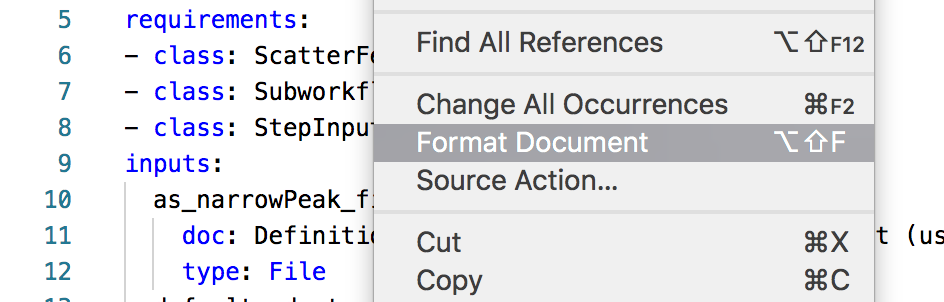 5 requirements:
6 - class: ScatterFe
7 - class: Subworkf
8 - class: StepInput
9 inputs:
10 as_narrowPeak_fi
11 doc: Definitio t (us
12 type: File
Find All References ⌥⇧F12
Change All Occurrences ⌘F2
Format Document ⌥⇧F
Source Action...
Cut ⌘X
Copy ⌘C